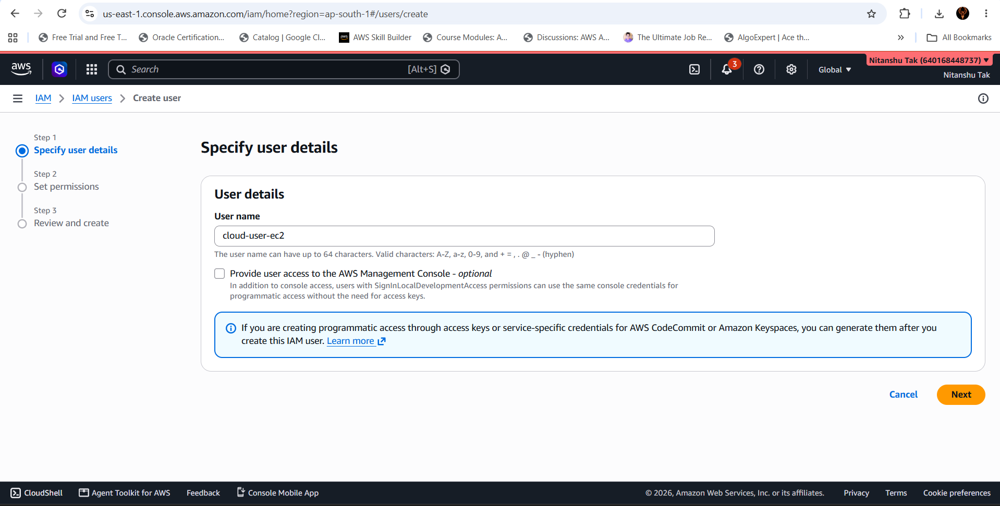 us-east-1.console.aws.amazon.com/iam/home?region=ap-south-1#/users/create
Free Trial and Free T...
Oracle Certification...
Catalog | Google Cl...
aws
AWS Skill Builder
Course Modules: A...
Discussions: AWS A...
The Ultimate Job Re...
AlgoExpert | Ace th...
All Bookmarks
aws
Search
[Alt+S]
3
Global
Nitanshu Tak (640168448737)
Nitanshu Tak
IAM
IAM users
Create user
Step 1
Specify user details
Step 2
Set permissions
Step 3
Review and create
Specify user details
User details
User name
cloud-user-ec2
The user name can have up to 64 characters. Valid characters: A-Z, a-z, 0-9, and + = , . @ _ - (hyphen)
Provide user access to the AWS Management Console - optional
In addition to console access, users with SignInLocalDevelopmentAccess permissions can use the same console credentials for
programmatic access without the need for access keys.
If you are creating programmatic access through access keys or service-specific credentials for AWS CodeCommit or Amazon Keyspaces, you can generate them after you
create this IAM user. Learn more
Cancel
Next
CloudShell
Agent Toolkit for AWS
Feedback
Console Mobile App
© 2026, Amazon Web Services, Inc. or its affiliates.
Privacy
Terms
Cookie preferences